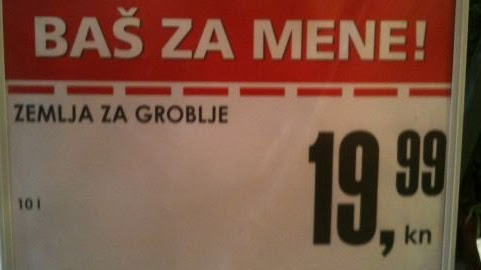 BAŠ ZA MENE!
ZEMLJA ZA GROBLJE
10 l
19,99 kn